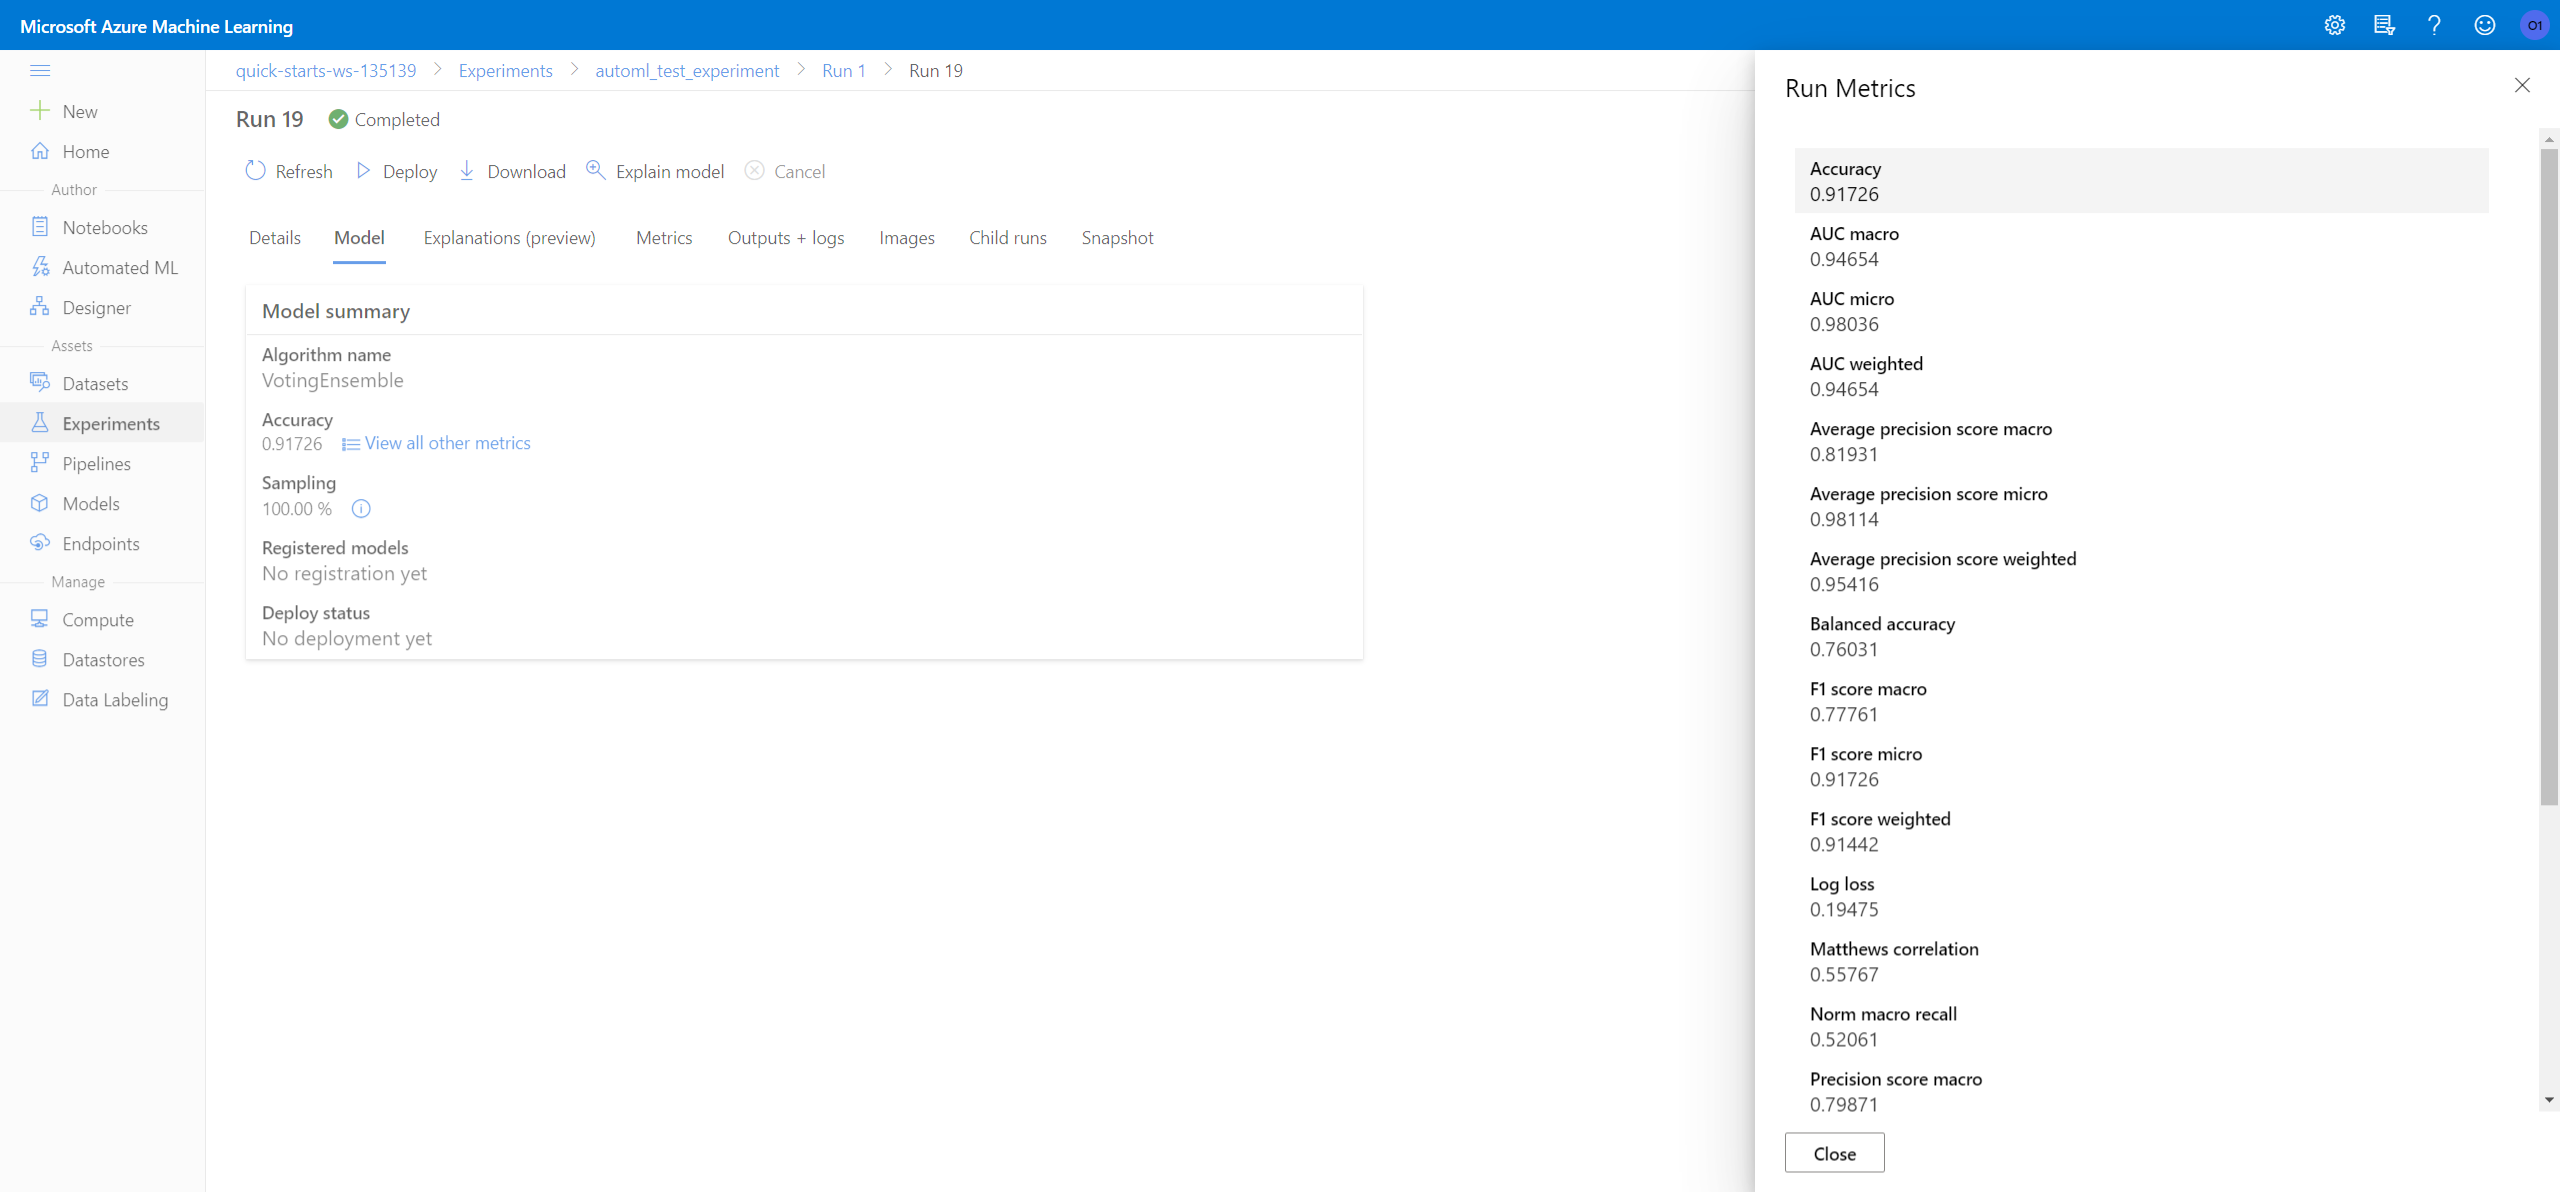 Microsoft Azure Machine Learning
O1
New
Home
Author
Notebooks
Automated ML
Designer
Assets
Datasets
Experiments
Pipelines
Models
Endpoints
Manage
Compute
Datastores
Data Labeling
quick-starts-ws-135139 > Experiments > automl_test_experiment > Run 1 > Run 19
Run 19 Completed
Refresh Deploy Download Explain model Cancel
Details Model Explanations (preview) Metrics Outputs + logs Images Child runs Snapshot
Model summary
Algorithm name
VotingEnsemble
Accuracy
0.91726 View all other metrics
Sampling
100.00 %
Registered models
No registration yet
Deploy status
No deployment yet
Run Metrics
Accuracy
0.91726
AUC macro
0.94654
AUC micro
0.98036
AUC weighted
0.94654
Average precision score macro
0.81931
Average precision score micro
0.98114
Average precision score weighted
0.95416
Balanced accuracy
0.76031
F1 score macro
0.77761
F1 score micro
0.91726
F1 score weighted
0.91442
Log loss
0.19475
Matthews correlation
0.55767
Norm macro recall
0.52061
Precision score macro
0.79871
Close